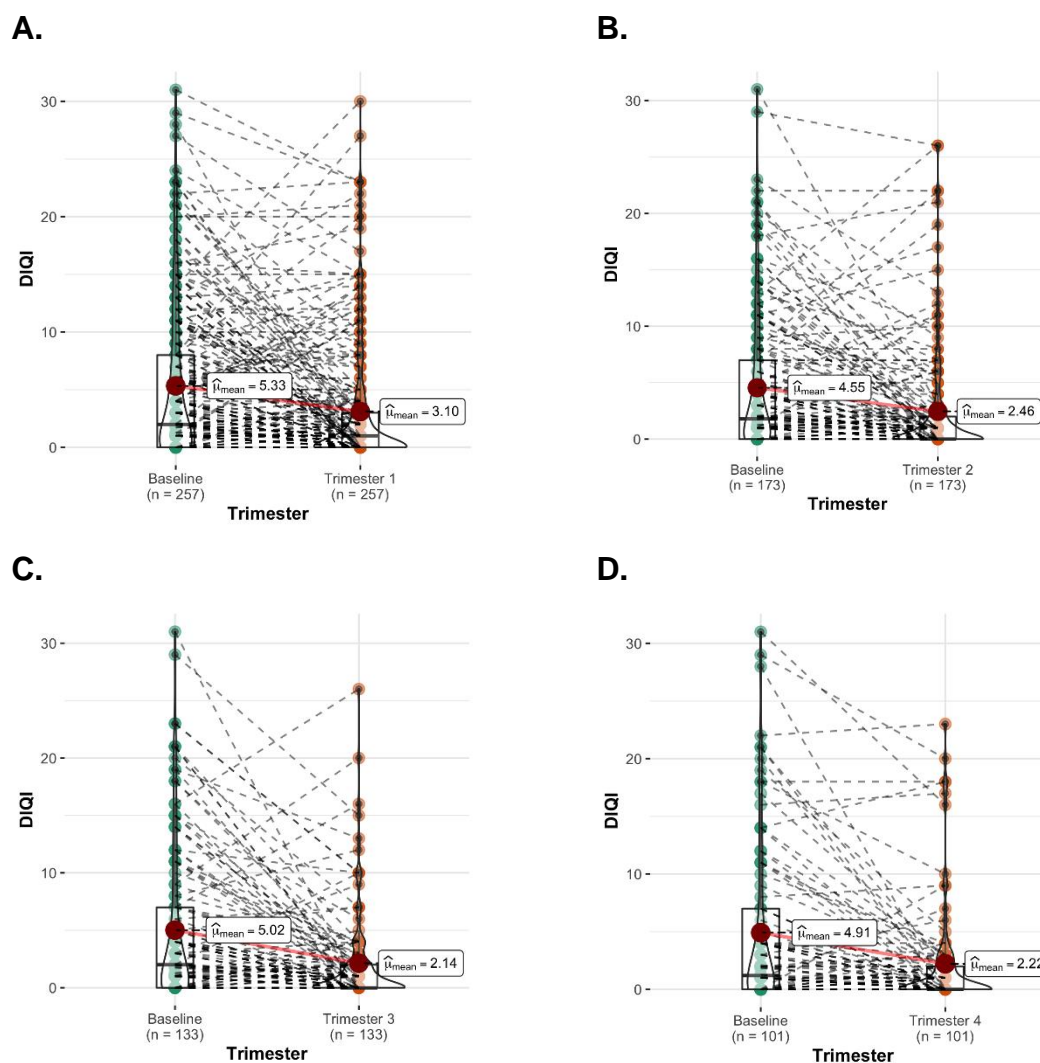 A.
DIQI
30
20
10
0
μ̂mean = 5.33
μ̂mean = 3.10
Baseline
(n = 257)
Trimester 1
(n = 257)
Trimester
B.
DIQI
30
20
10
0
μ̂mean = 4.55
μ̂mean = 2.46
Baseline
(n = 173)
Trimester 2
(n = 173)
Trimester
C.
DIQI
30
20
10
0
μ̂mean = 5.02
μ̂mean = 2.14
Baseline
(n = 133)
Trimester 3
(n = 133)
Trimester
D.
DIQI
30
20
10
0
μ̂mean = 4.91
μ̂mean = 2.22
Baseline
(n = 101)
Trimester 4
(n = 101)
Trimester